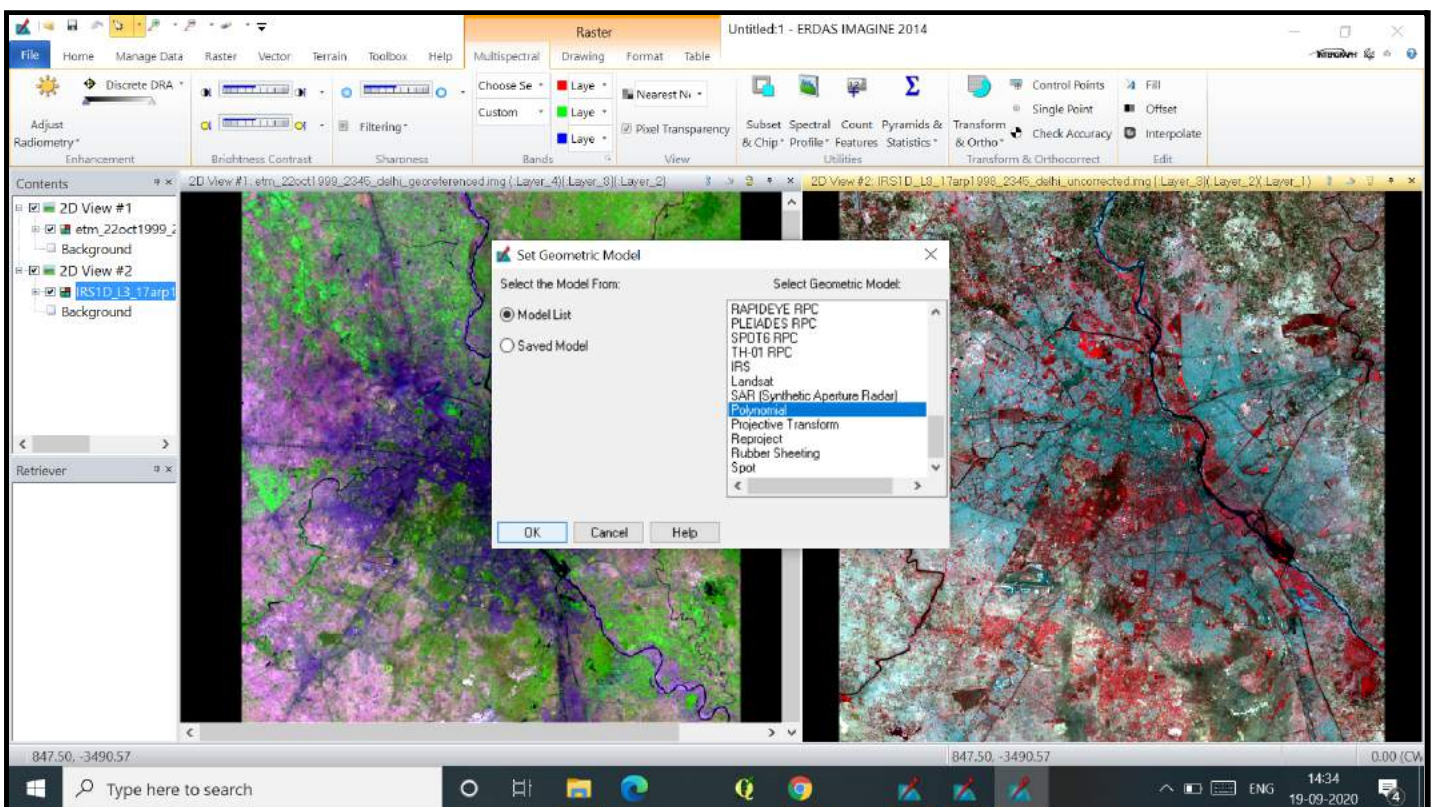 Raster
Untitled:1 - ERDAS IMAGINE 2014
File Home Manage Data Raster Vector Terrain Toolbox Help Multispectral Drawing Format Table
INTERGRAPH
Discrete DRA
Adjust
Radiometry
Enhancement
Brightness Contrast
Filtering
Sharpness
Choose Se
Custom
Laye
Laye
Laye
Bands
Nearest Ne
Pixel Transparency
View
Subset
& Chip
Spectral
Profile
Count
Features
Pyramids &
Statistics
Utilities
Transform
& Ortho
Control Points
Single Point
Check Accuracy
Transform & Orthocorrect
Fill
Offset
Interpolate
Edit
Contents
2D View #1
etm_22oct1999_2
Background
2D View #2
IRS1D_L3_17arp1
Background
Retriever
2D View #1: etm_22oct1999_2345_delhi_georeferenced.img (:Layer_4)(:Layer_3)(:Layer_2)
2D View #2: IRS1D_L3_17arp1998_2345_delhi_uncorrected.img (:Layer_3)(:Layer_2)(:Layer_1)
Set Geometric Model
Select the Model From:
Model List
Saved Model
Select Geometric Model:
RAPIDEYE RPC
PLEIADES RPC
SPOT6 RPC
TH-01 RPC
IRS
Landsat
SAR (Synthetic Aperture Radar)
Polynomial
Projective Transform
Reproject
Rubber Sheeting
Spot
OK Cancel Help
847.50, -3490.57
847.50, -3490.57
0.00 (CW
Type here to search
ENG
14:34
19-09-2020
4